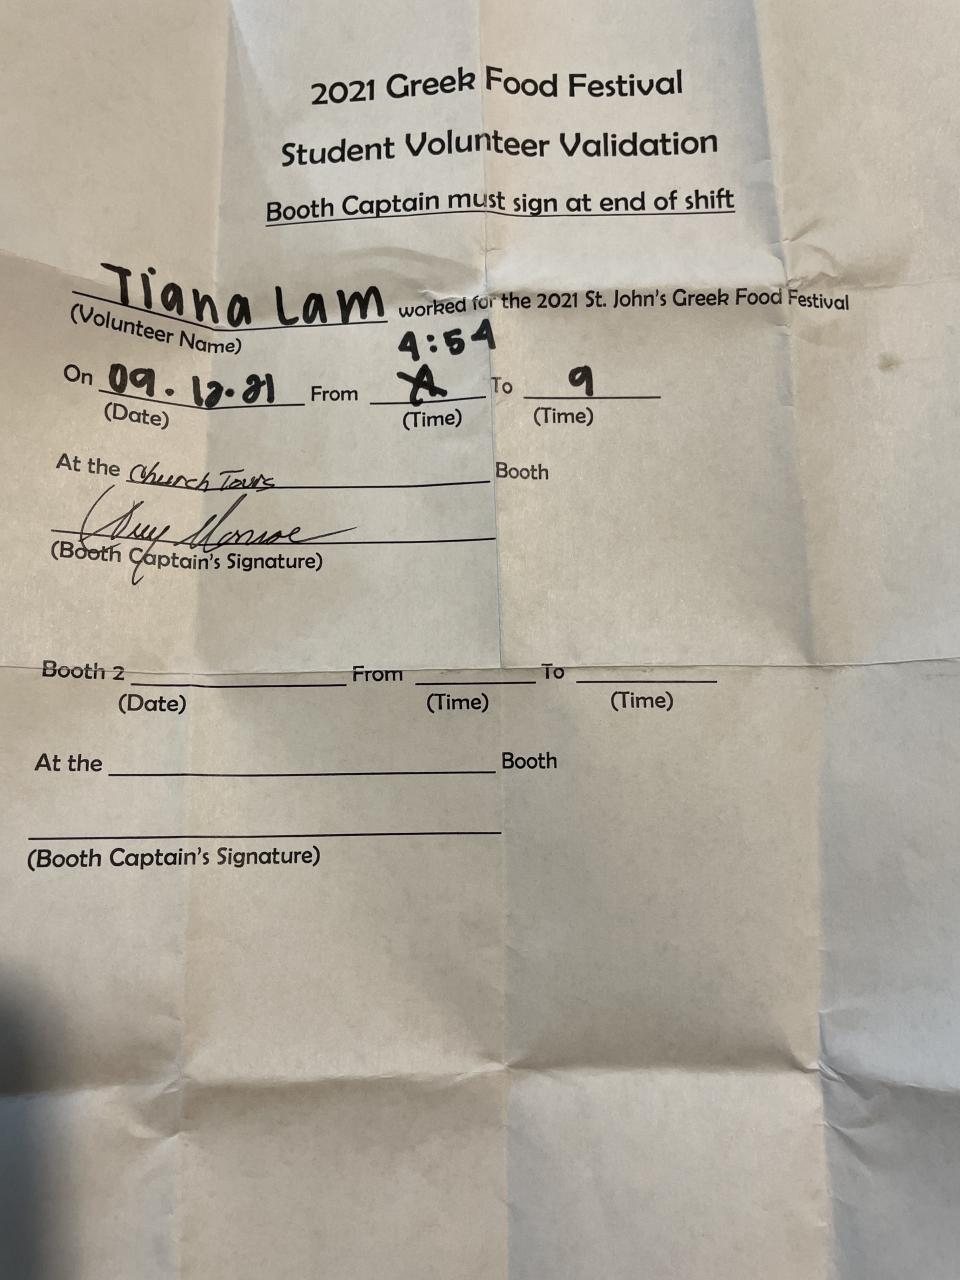 2021 Greek Food Festival
Student Volunteer Validation
Booth Captain must sign at end of shift
Tiana Lam worked for the 2021 St. John's Greek Food Festival
(Volunteer Name)
4:54
On 09.12.21 From To 9
(Date) (Time) (Time)
At the Church Tours Booth
Guy Monroe
(Booth Captain's Signature)
Booth 2 From To
(Date) (Time) (Time)
At the Booth
(Booth Captain's Signature)